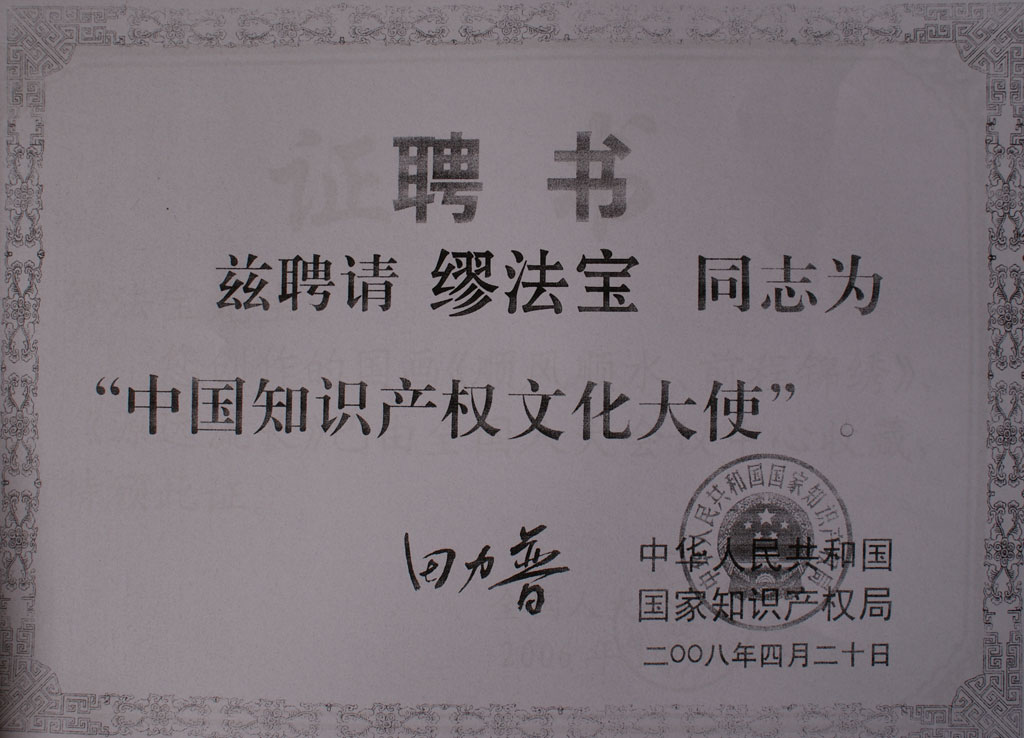 聘 书
兹聘请 缪法宝 同志为
“中国知识产权文化大使”。
田力普
中华人民共和国
国家知识产权局
二〇〇八年四月二十日